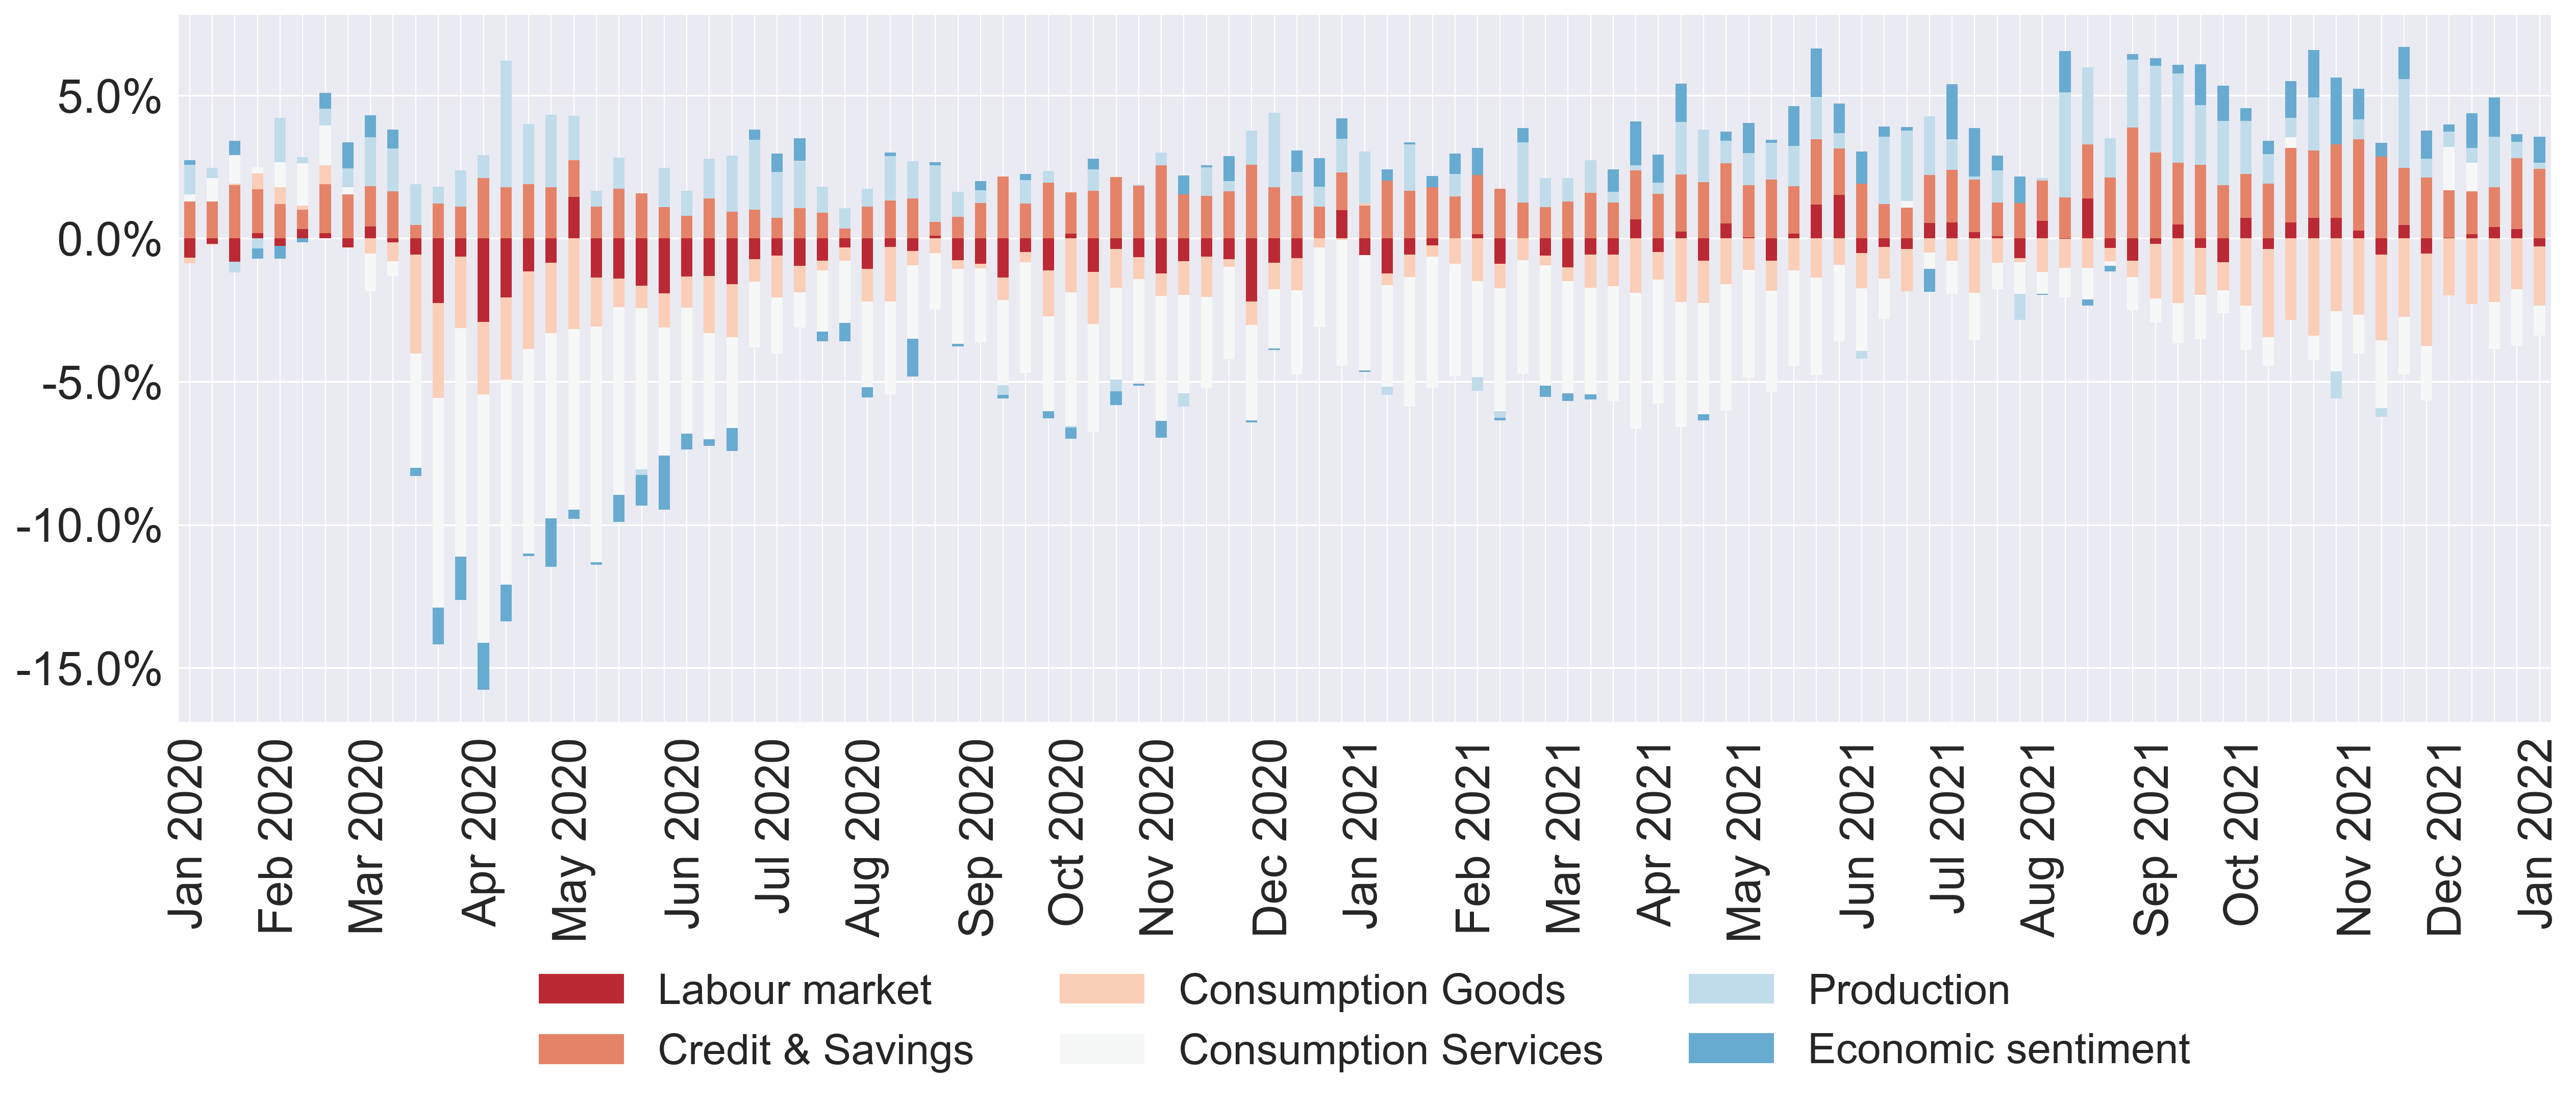 5.0%
0.0%
-5.0%
-10.0%
-15.0%
Jan 2020
Feb 2020
Mar 2020
Apr 2020
May 2020
Jun 2020
Jul 2020
Aug 2020
Sep 2020
Oct 2020
Nov 2020
Dec 2020
Jan 2021
Feb 2021
Mar 2021
Apr 2021
May 2021
Jun 2021
Jul 2021
Aug 2021
Sep 2021
Oct 2021
Nov 2021
Dec 2021
Jan 2022
Labour market
Credit & Savings
Consumption Goods
Consumption Services
Production
Economic sentiment